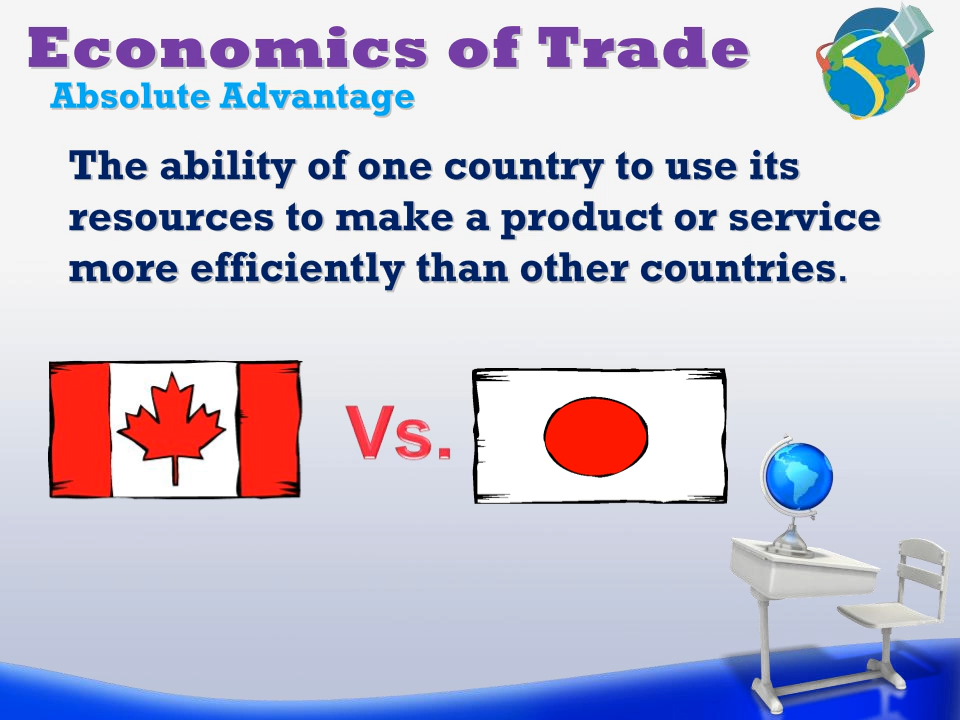 Economics of Trade
Absolute Advantage
The ability of one country to use its
resources to make a product or service
more efficiently than other countries.
Vs.